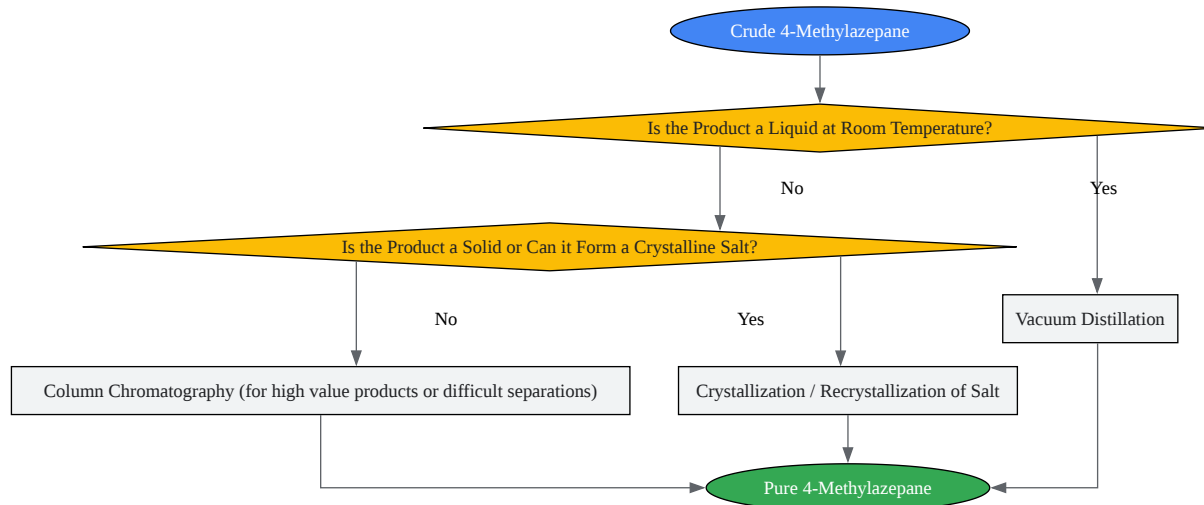 Crude 4-Methylazepane
Is the Product a Liquid at Room Temperature?
No
Yes
Is the Product a Solid or Can it Form a Crystalline Salt?
No
Yes
Vacuum Distillation
Column Chromatography (for high value products or difficult separations)
Crystallization / Recrystallization of Salt
Pure 4-Methylazepane